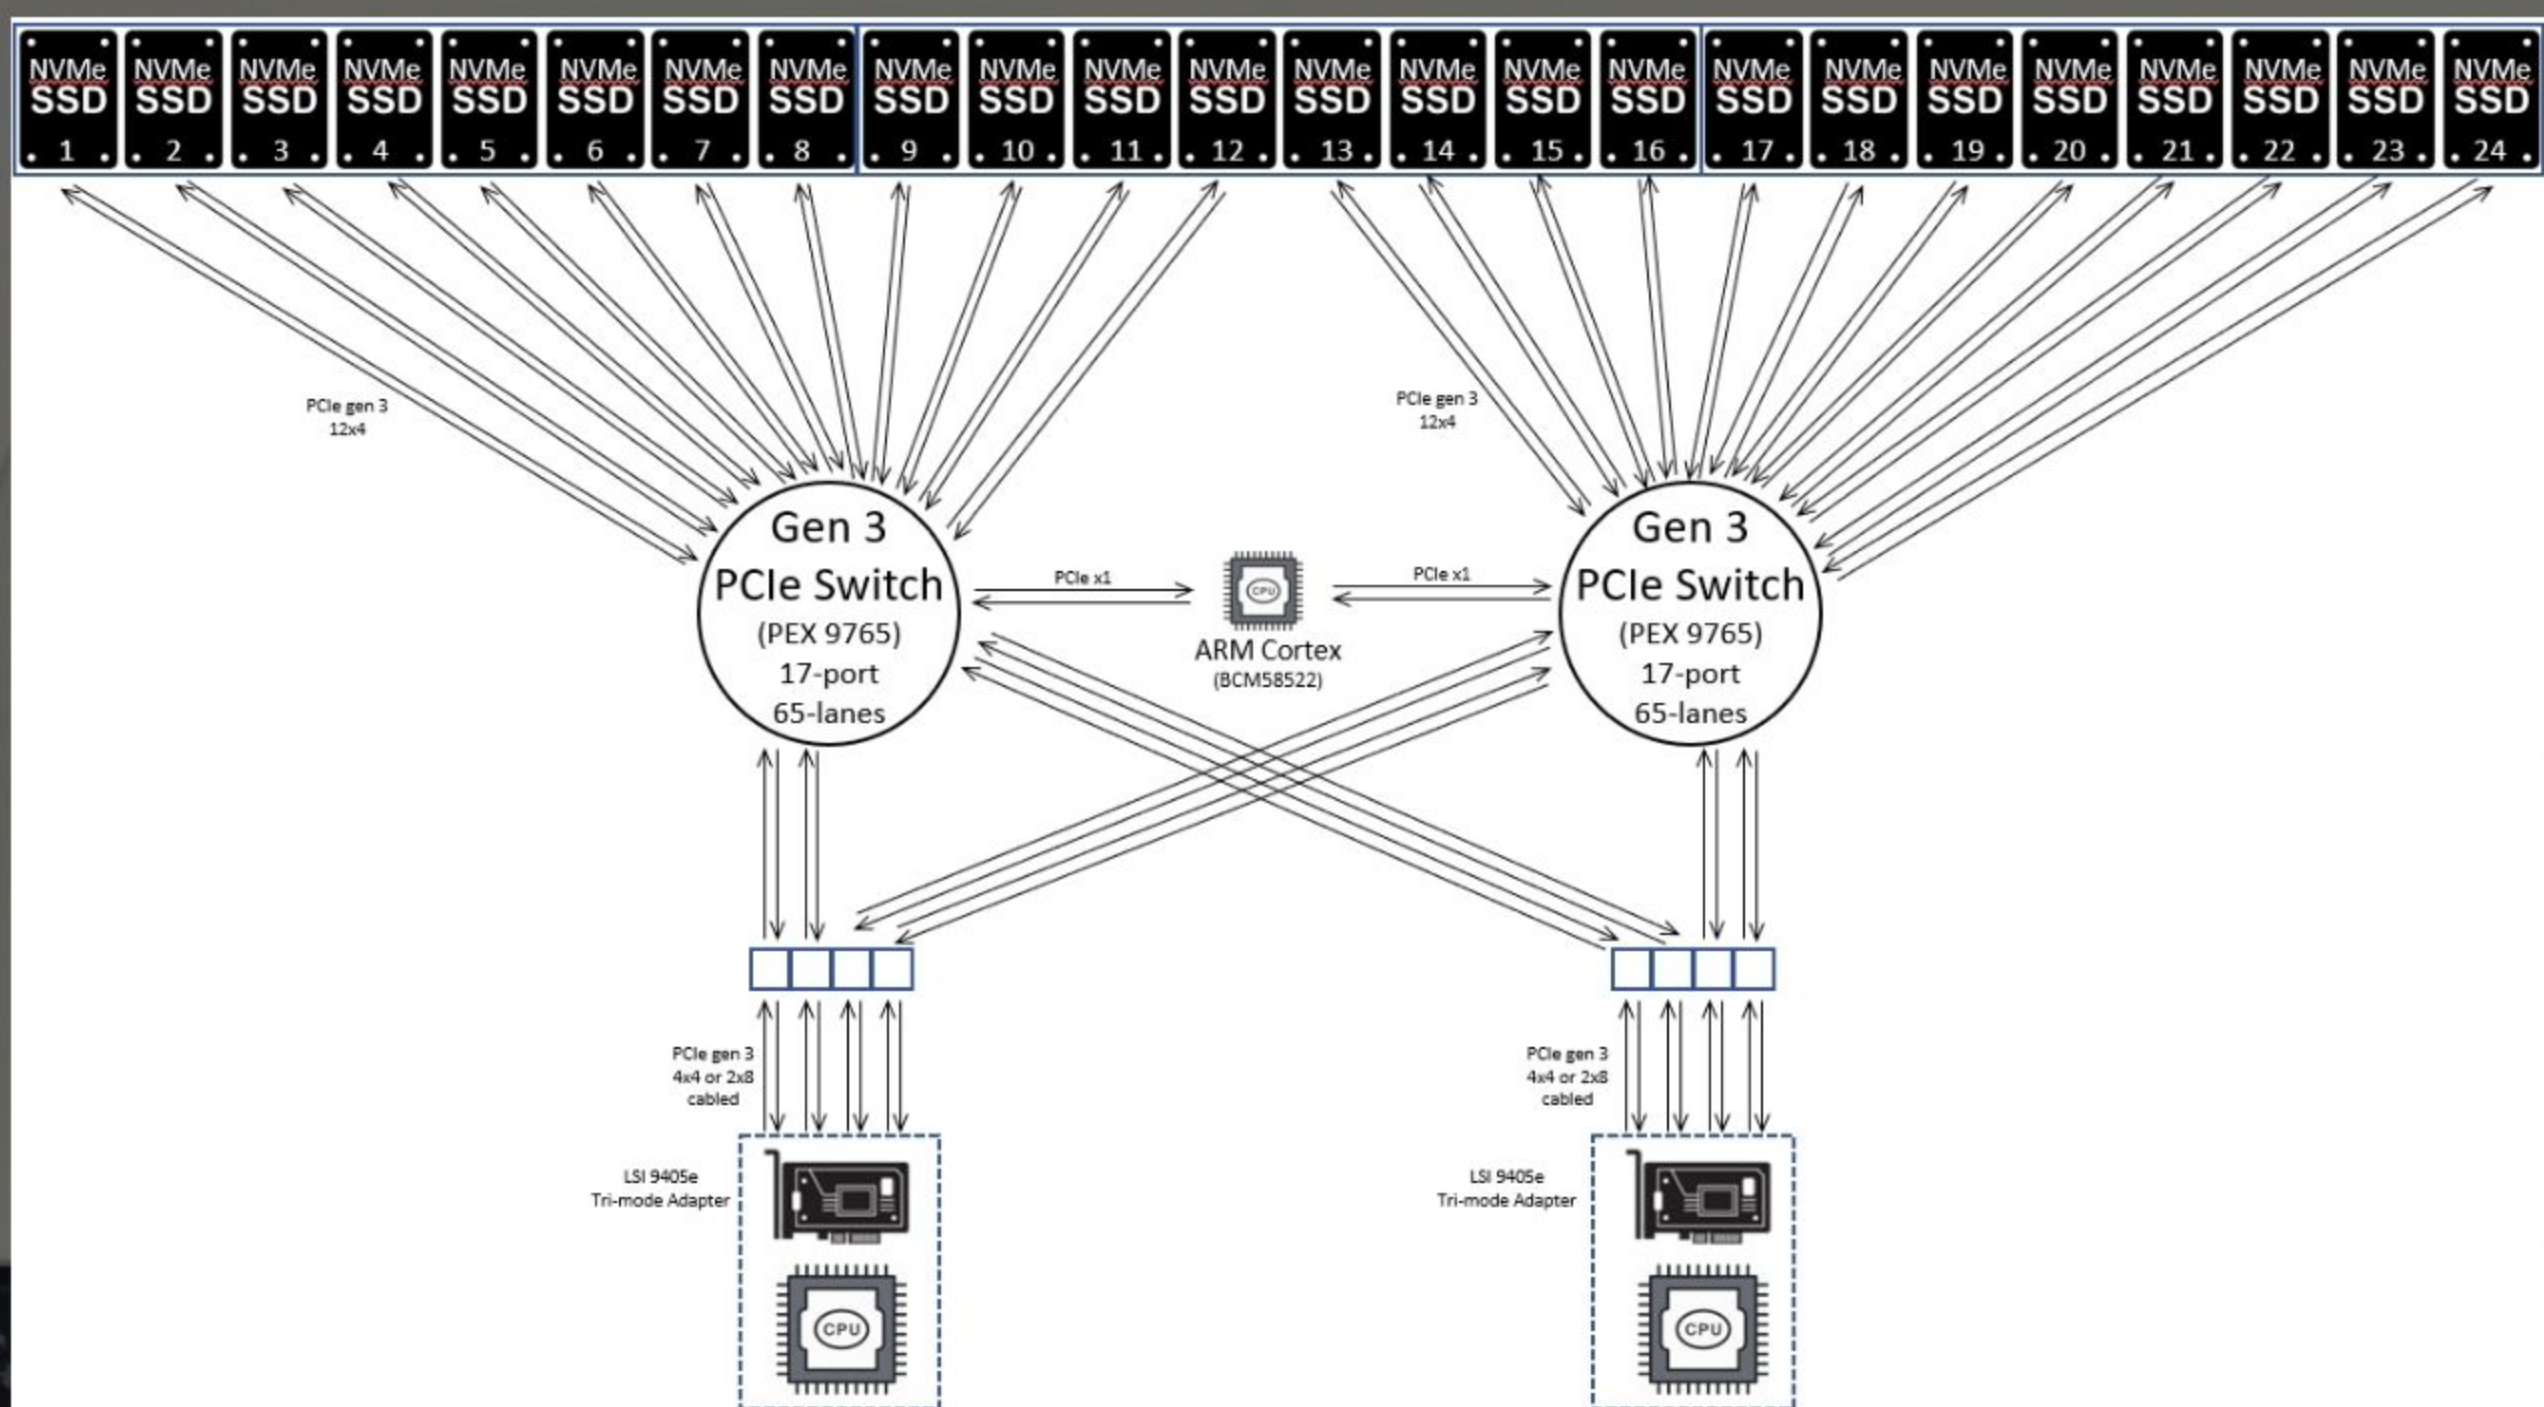 NVMe
SSD
1
NVMe
SSD
2
NVMe
SSD
3
NVMe
SSD
4
NVMe
SSD
5
NVMe
SSD
6
NVMe
SSD
7
NVMe
SSD
8
NVMe
SSD
9
NVMe
SSD
10
NVMe
SSD
11
NVMe
SSD
12
NVMe
SSD
13
NVMe
SSD
14
NVMe
SSD
15
NVMe
SSD
16
NVMe
SSD
17
NVMe
SSD
18
NVMe
SSD
19
NVMe
SSD
20
NVMe
SSD
21
NVMe
SSD
22
NVMe
SSD
23
NVMe
SSD
24
PCIe gen 3
12x4
PCIe gen 3
12x4
Gen 3
PCIe Switch
(PEX 9765)
17-port
65-lanes
PCIe x1
CPU
ARM Cortex
(BCM58522)
PCIe x1
Gen 3
PCIe Switch
(PEX 9765)
17-port
65-lanes
PCIe gen 3
4x4 or 2x8
cabled
PCIe gen 3
4x4 or 2x8
cabled
LSI 9405e
Tri-mode Adapter
CPU
LSI 9405e
Tri-mode Adapter
CPU